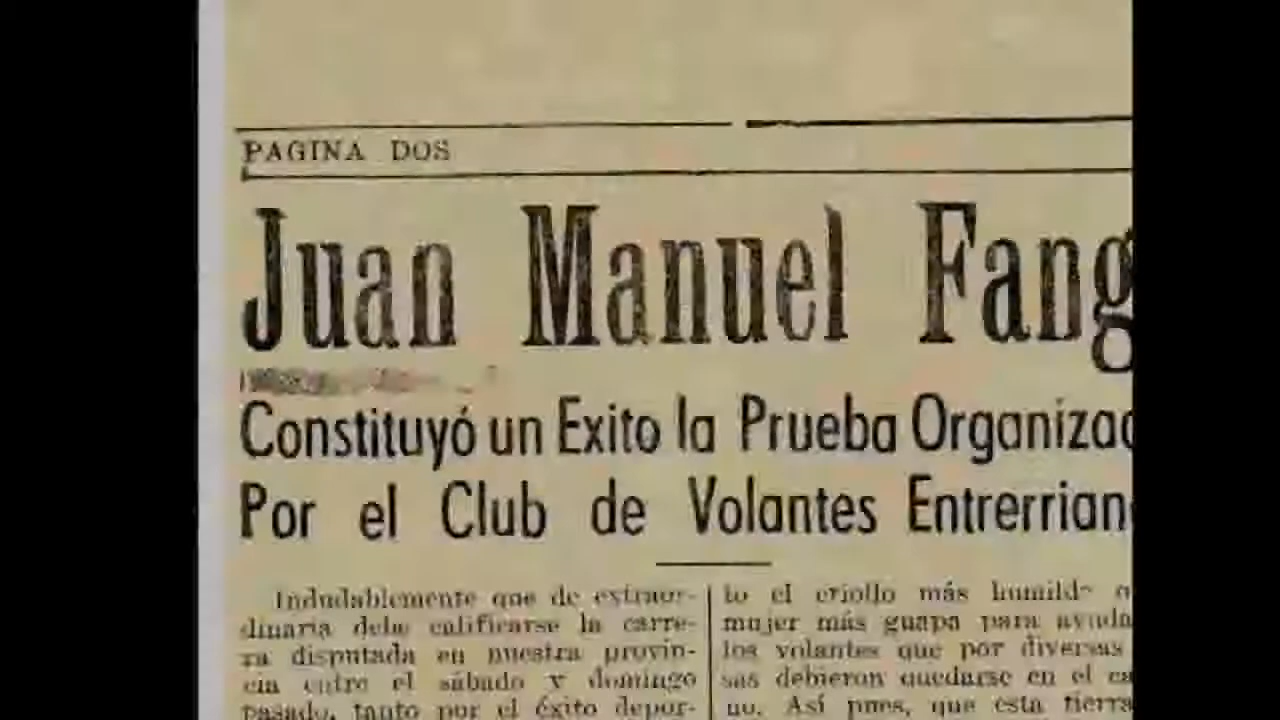 PAGINA DOS
Juan Manuel Fang
Constituyó un Exito la Prueba Organizad
Por el Club de Volantes Entrerrian
Indudablemente que de extraor-
dinaria debe calificarse la carre-
ra disputada en nuestra provin-
cia entre el sábado y domingo
pasado, tanto por el éxito depor-
to el criollo más humilde o
mujer más guapa para ayuda
los volantes que por diversas
sas debieron quedarse en el ca
no. Así pues, que esta tierra